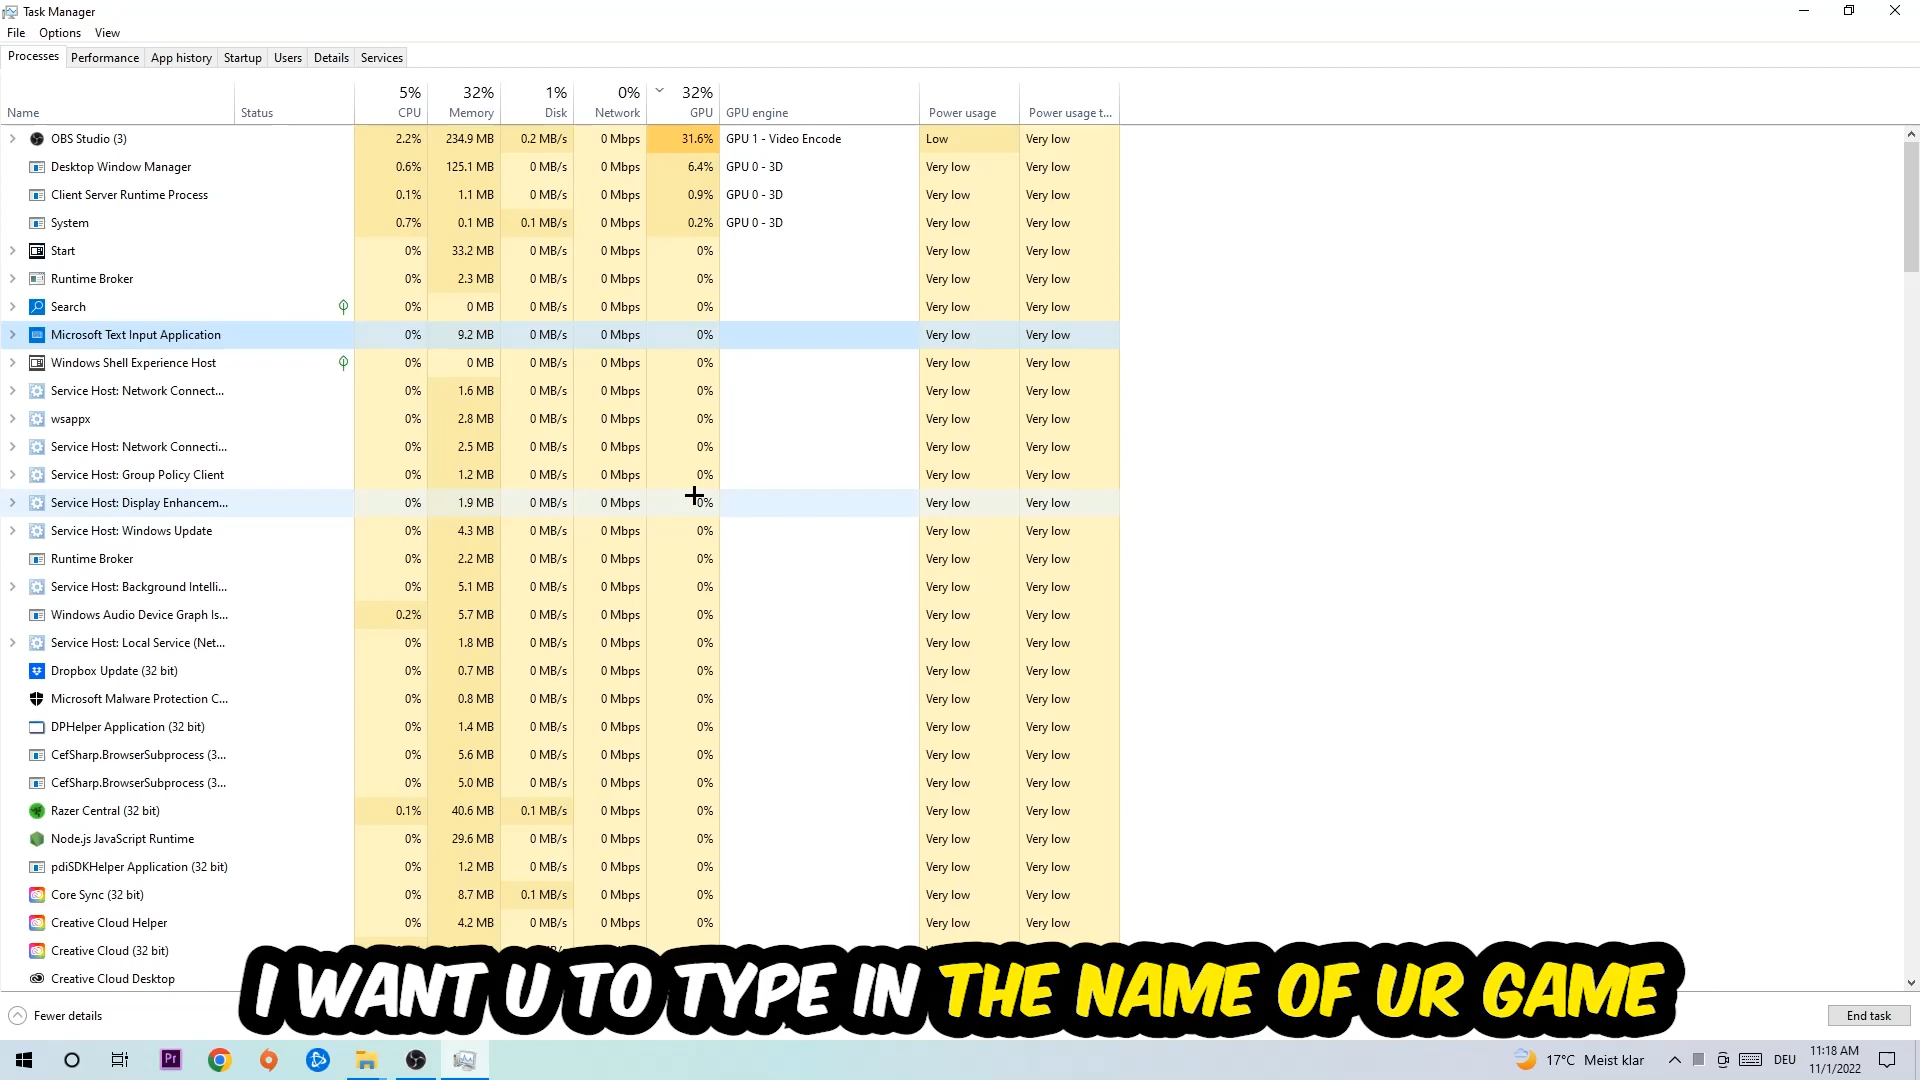 Task Manager
File Options View
Processes Performance App history Startup Users Details Services
5% 32% 1% 0% 32%
Name Status CPU Memory Disk Network GPU GPU engine Power usage Power usage t...
OBS Studio (3) 2.2% 234.9 MB 0.2 MB/s 0 Mbps 31.6% GPU 1 - Video Encode Low Very low
Desktop Window Manager 0.6% 125.1 MB 0 MB/s 0 Mbps 6.4% GPU 0 - 3D Very low Very low
Client Server Runtime Process 0.1% 1.1 MB 0 MB/s 0 Mbps 0.9% GPU 0 - 3D Very low Very low
System 0.7% 0.1 MB 0.1 MB/s 0 Mbps 0.2% GPU 0 - 3D Very low Very low
Start 0% 33.2 MB 0 MB/s 0 Mbps 0% Very low Very low
Runtime Broker 0% 2.3 MB 0 MB/s 0 Mbps 0% Very low Very low
Search 0% 0 MB 0 MB/s 0 Mbps 0% Very low Very low
Microsoft Text Input Application 0% 9.2 MB 0 MB/s 0 Mbps 0% Very low Very low
Windows Shell Experience Host 0% 0 MB 0 MB/s 0 Mbps 0% Very low Very low
Service Host: Network Connect... 0% 1.6 MB 0 MB/s 0 Mbps 0% Very low Very low
wsappx 0% 2.8 MB 0 MB/s 0 Mbps 0% Very low Very low
Service Host: Network Connecti... 0% 2.5 MB 0 MB/s 0 Mbps 0% Very low Very low
Service Host: Group Policy Client 0% 1.2 MB 0 MB/s 0 Mbps 0% Very low Very low
Service Host: Display Enhancem... 0% 1.9 MB 0 MB/s 0 Mbps 0% Very low Very low
Service Host: Windows Update 0% 4.3 MB 0 MB/s 0 Mbps 0% Very low Very low
Runtime Broker 0% 2.2 MB 0 MB/s 0 Mbps 0% Very low Very low
Service Host: Background Intelli... 0% 5.1 MB 0 MB/s 0 Mbps 0% Very low Very low
Windows Audio Device Graph Is... 0.2% 5.7 MB 0 MB/s 0 Mbps 0% Very low Very low
Service Host: Local Service (Net... 0% 1.8 MB 0 MB/s 0 Mbps 0% Very low Very low
Dropbox Update (32 bit) 0% 0.7 MB 0 MB/s 0 Mbps 0% Very low Very low
Microsoft Malware Protection C... 0% 0.8 MB 0 MB/s 0 Mbps 0% Very low Very low
DPHelper Application (32 bit) 0% 1.4 MB 0 MB/s 0 Mbps 0% Very low Very low
CefSharp.BrowserSubprocess (3... 0% 5.6 MB 0 MB/s 0 Mbps 0% Very low Very low
CefSharp.BrowserSubprocess (3... 0% 5.0 MB 0 MB/s 0 Mbps 0% Very low Very low
Razer Central (32 bit) 0.1% 40.6 MB 0.1 MB/s 0 Mbps 0% Very low Very low
Node.js JavaScript Runtime 0% 29.6 MB 0 MB/s 0 Mbps 0% Very low Very low
pdiSDKHelper Application (32 bit) 0% 1.2 MB 0 MB/s 0 Mbps 0% Very low Very low
Core Sync (32 bit) 0% 8.7 MB 0.1 MB/s 0 Mbps 0% Very low Very low
Creative Cloud Helper 0% 4.2 MB 0 MB/s 0 Mbps 0% Very low Very low
Creative Cloud (32 bit)
Creative Cloud Desktop
I WANT U TO TYPE IN THE NAME OF UR GAME
Fewer details End task
Pr 17°C Meist klar DEU 11:18 AM
11/1/2022